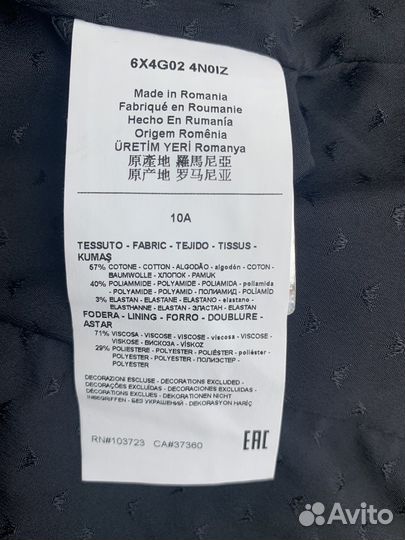 6X4G02 4N0IZ
Made in Romania
Fabriqué en Roumanie
Hecho En Rumanía
Origem Romênia
ÜRETİM YERİ Romanya
原產地 羅馬尼亞
原产地 罗马尼亚
10A
TESSUTO - FABRIC - TEJIDO - TISSUS -
KUMAŞ
57% COTONE - COTTON - ALGODÃO - algodón - COTON -
BAUMWOLLE - ХЛОПОК - PAMUK
40% POLIAMMIDE - POLYAMIDE - POLIAMIDA - poliamida
- POLYAMIDE - POLYAMID - ПОЛИАМИД - POLİAMİD
3% ELASTAN - ELASTANE - ELASTANO - elastano -
ELASTHANNE - ELASTAN - ЭЛАСТАН - ELASTAN
FODERA - LINING - FORRO - DOUBLURE -
ASTAR
71% VISCOSA - VISCOSE - VISCOSE - viscosa - VISCOSE -
VISKOSE - ВИСКОЗА - VİSKOZ
29% POLIESTERE - POLYESTER - POLIÉSTER - poliéster
- POLYESTER - POLYESTER - ПОЛИЭСТЕР -
POLYESTER
DECORAZIONI ESCLUSE - DECORATIONS EXCLUDED -
DECORAÇÕES EXCLUÍDAS - DECORACIONES EXCLUIDAS -
DÉCORATIONS EXCLUES - DEKORATIONEN NICHT
INBEGRIFFEN - БЕЗ УКРАШЕНИЙ - DEKORASYON HARİÇ
RN#103723 CA#37360
EAC
Avito